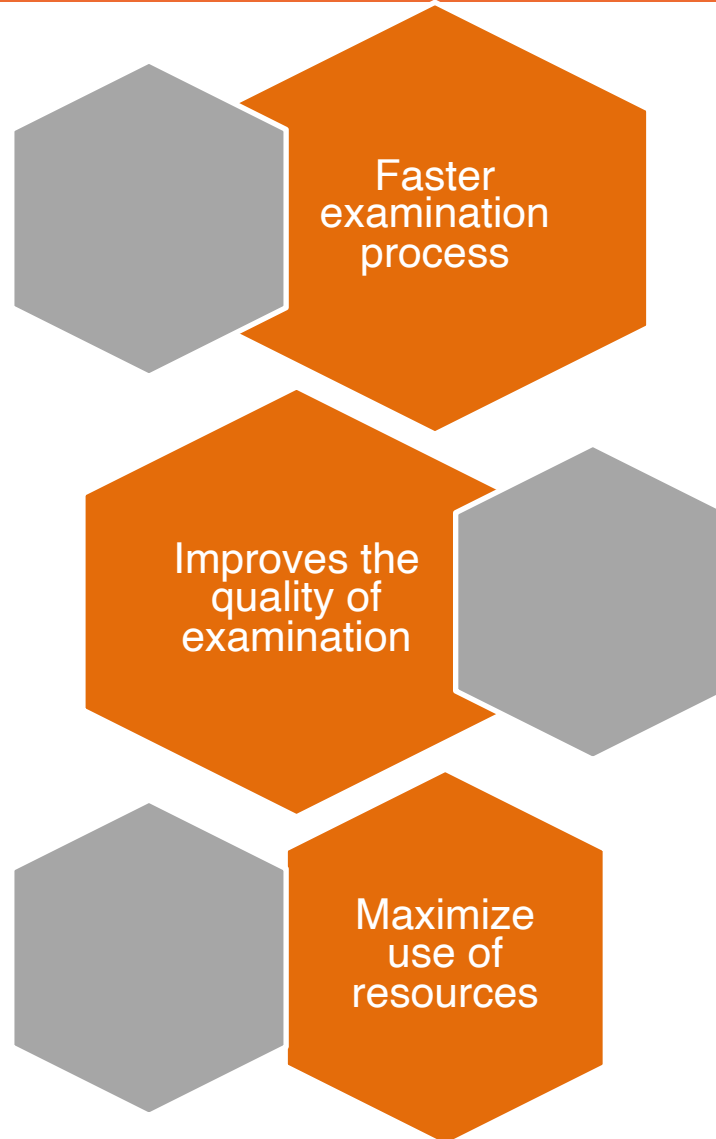 Faster
examination
process
Improves the
quality of
examination
Maximize
use of
resources